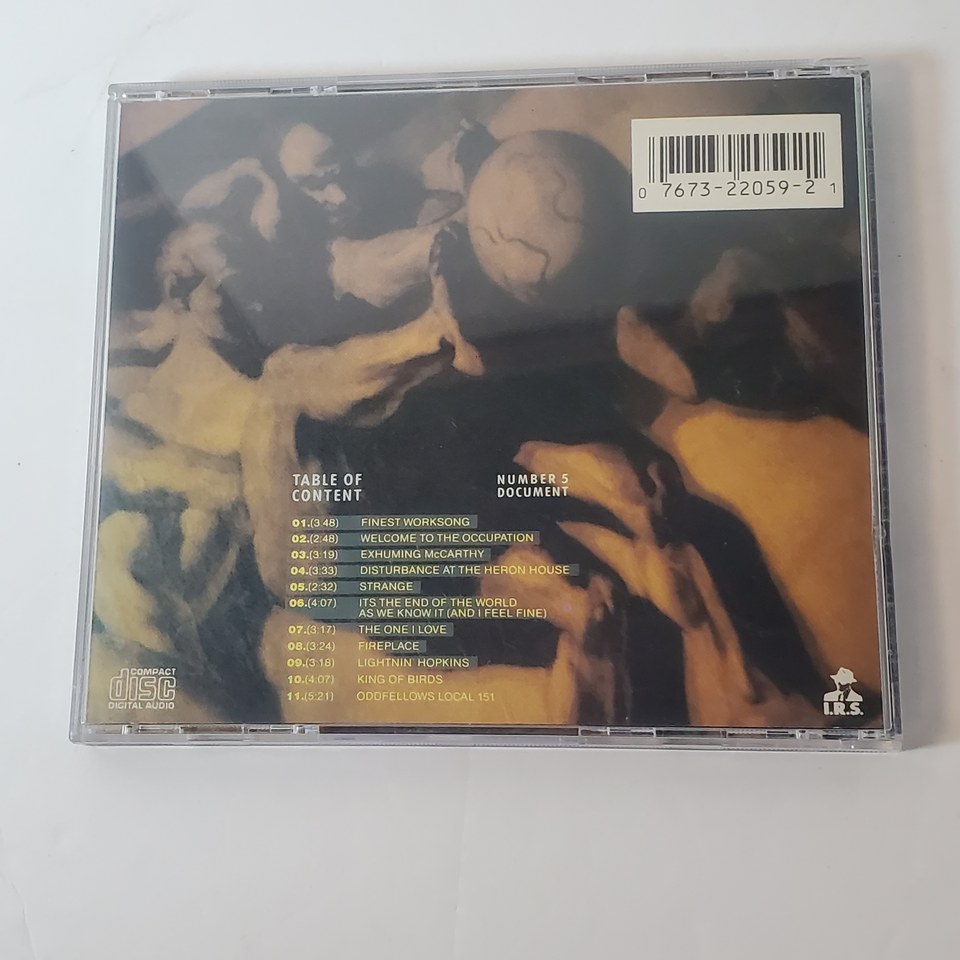 0 7673-22059-2 1
TABLE OF
CONTENT
NUMBER 5
DOCUMENT
01.(3:48) FINEST WORKSONG
02.(2:48) WELCOME TO THE OCCUPATION
03.(3:19) EXHUMING McCARTHY
04.(3:33) DISTURBANCE AT THE HERON HOUSE
05.(2:32) STRANGE
06.(4:07) ITS THE END OF THE WORLD
AS WE KNOW IT (AND I FEEL FINE)
07.(3:17) THE ONE I LOVE
08.(3:24) FIREPLACE
09.(3:18) LIGHTNIN' HOPKINS
10.(4:07) KING OF BIRDS
11.(5:21) ODDFELLOWS LOCAL 151
COMPACT
disc
DIGITAL AUDIO
I.R.S.